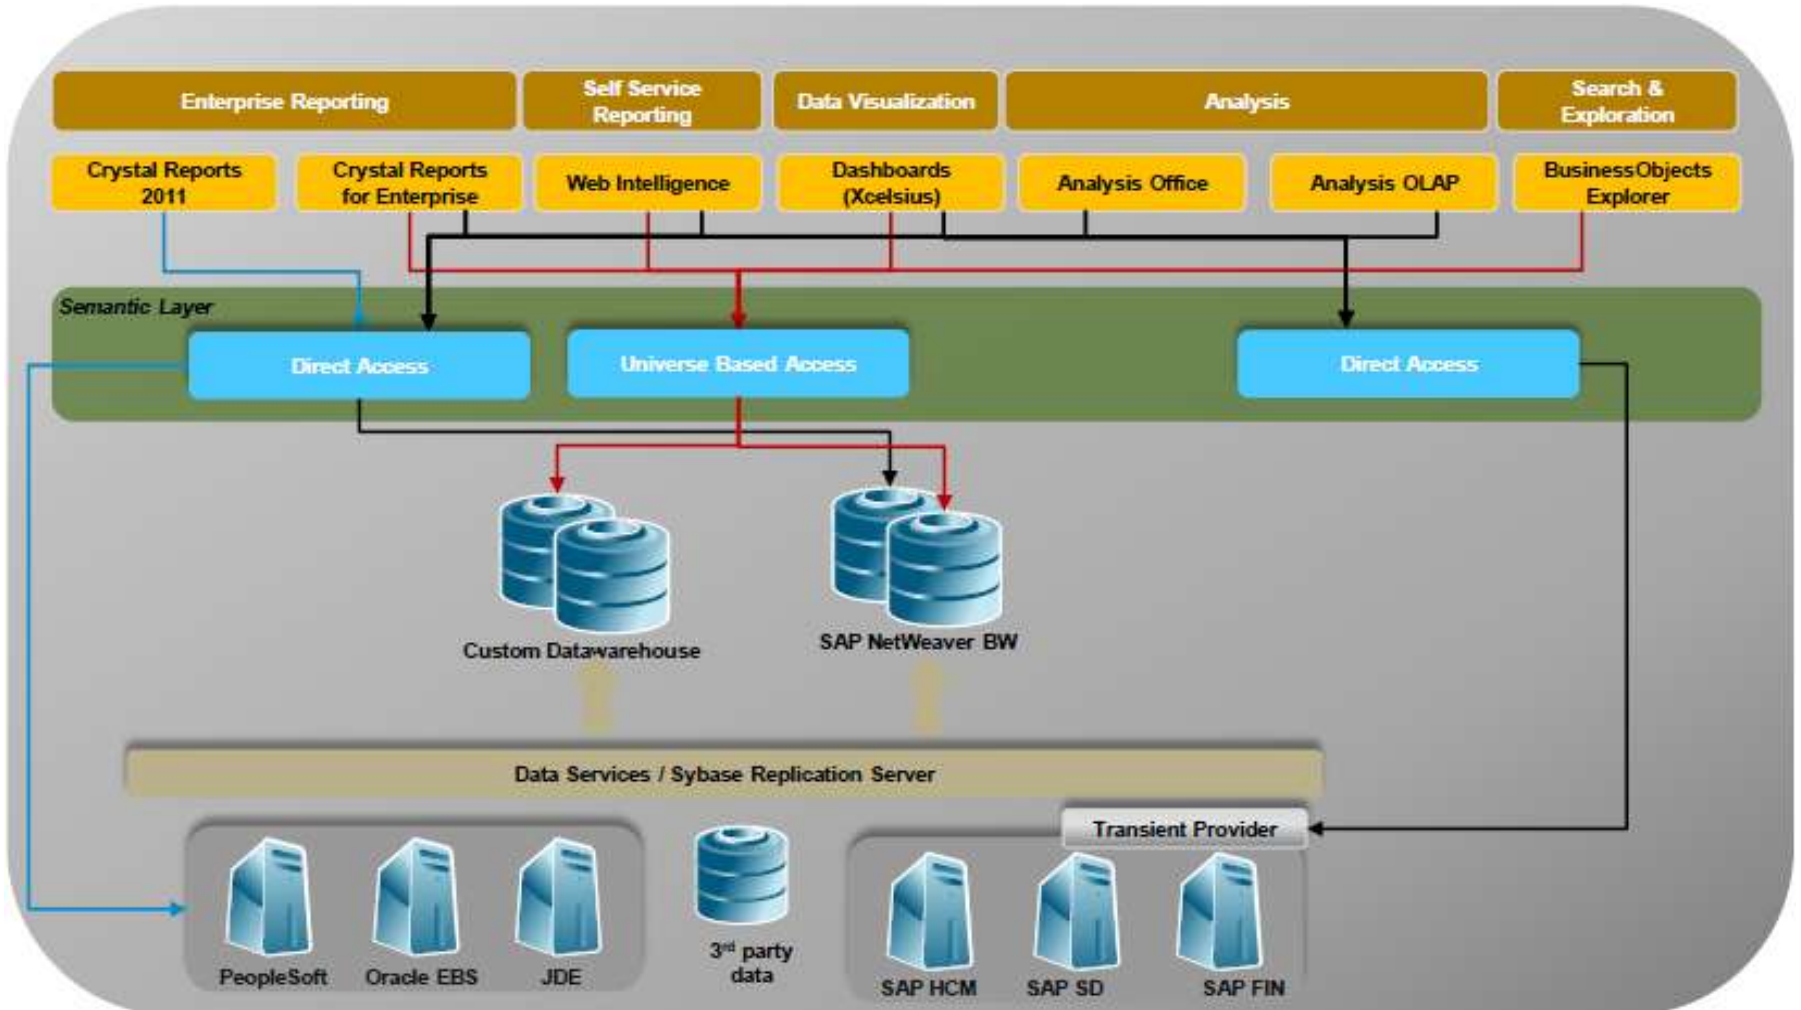 Enterprise Reporting
Self Service
Reporting
Data Visualization
Analysis
Search &
Exploration
Crystal Reports
2011
Crystal Reports
for Enterprise
Web Intelligence
Dashboards
(Xcelsius)
Analysis Office
Analysis OLAP
BusinessObjects
Explorer
Semantic Layer
Direct Access
Universe Based Access
Direct Access
Custom Datawarehouse
SAP NetWeaver BW
Data Services / Sybase Replication Server
Transient Provider
PeopleSoft
Oracle EBS
JDE
3rd party
data
SAP HCM
SAP SD
SAP FIN